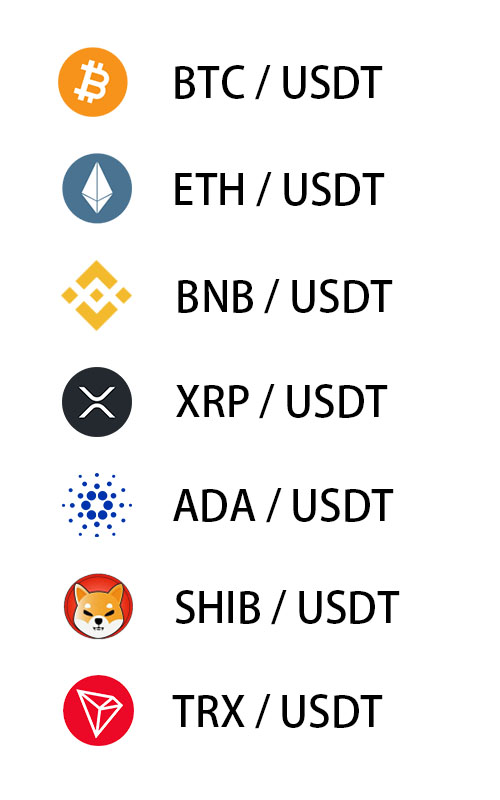 BTC / USDT
ETH / USDT
BNB / USDT
XRP / USDT
ADA / USDT
SHIB / USDT
TRX / USDT